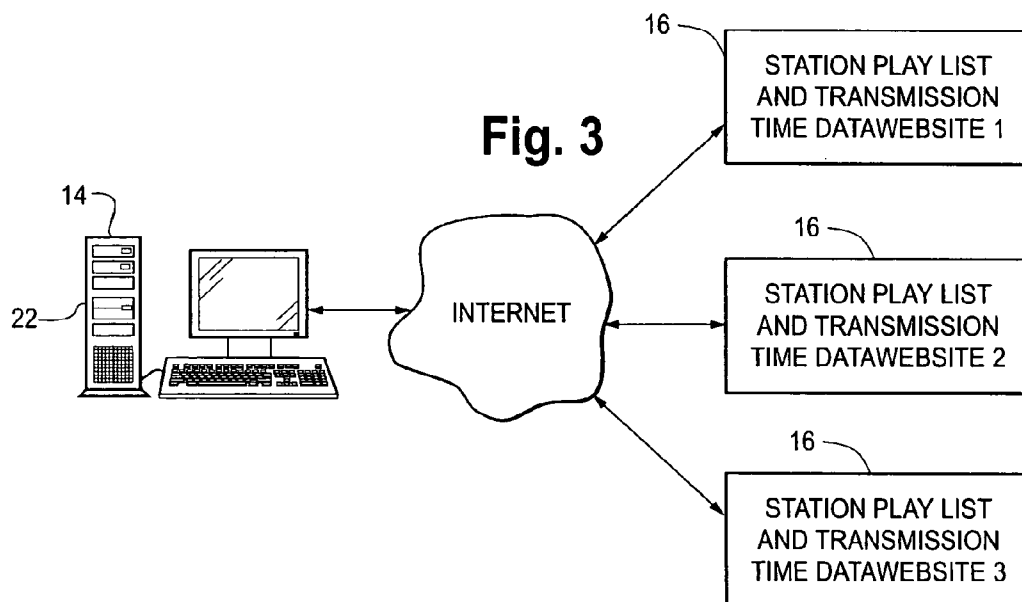 16
STATION PLAY LIST
AND TRANSMISSION
TIME DATAWEBSITE 1
Fig. 3
14
22
INTERNET
16
STATION PLAY LIST
AND TRANSMISSION
TIME DATAWEBSITE 2
16
STATION PLAY LIST
AND TRANSMISSION
TIME DATAWEBSITE 3